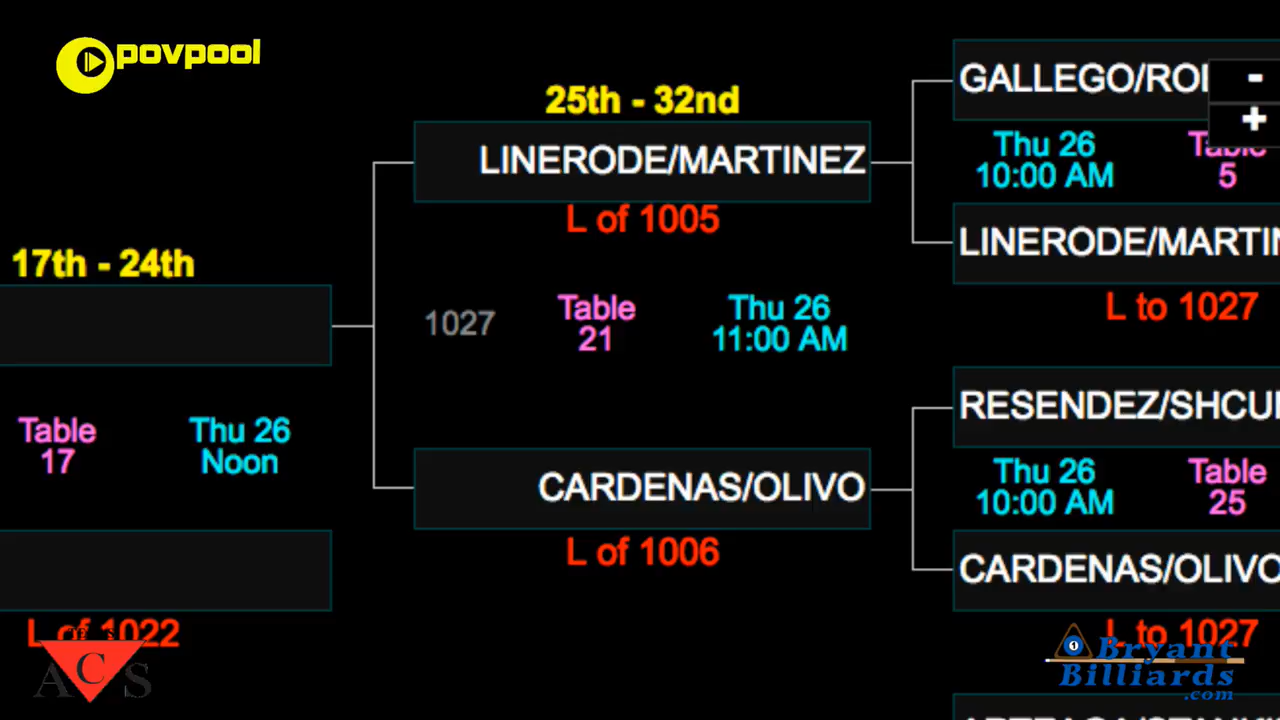 povpool
25th - 32nd
GALLEGO/RO
-
+
LINERODE/MARTINEZ
L of 1005
Thu 26
10:00 AM
Table
5
17th - 24th
LINERODE/MARTIN
L to 1027
1027
Table
21
Thu 26
11:00 AM
Table
17
Thu 26
Noon
RESENDEZ/SHCU
CARDENAS/OLIVO
L of 1006
Thu 26
10:00 AM
Table
25
CARDENAS/OLIVO
L of 1022
L to 1027
ACS
Bryant
Billiards
.com